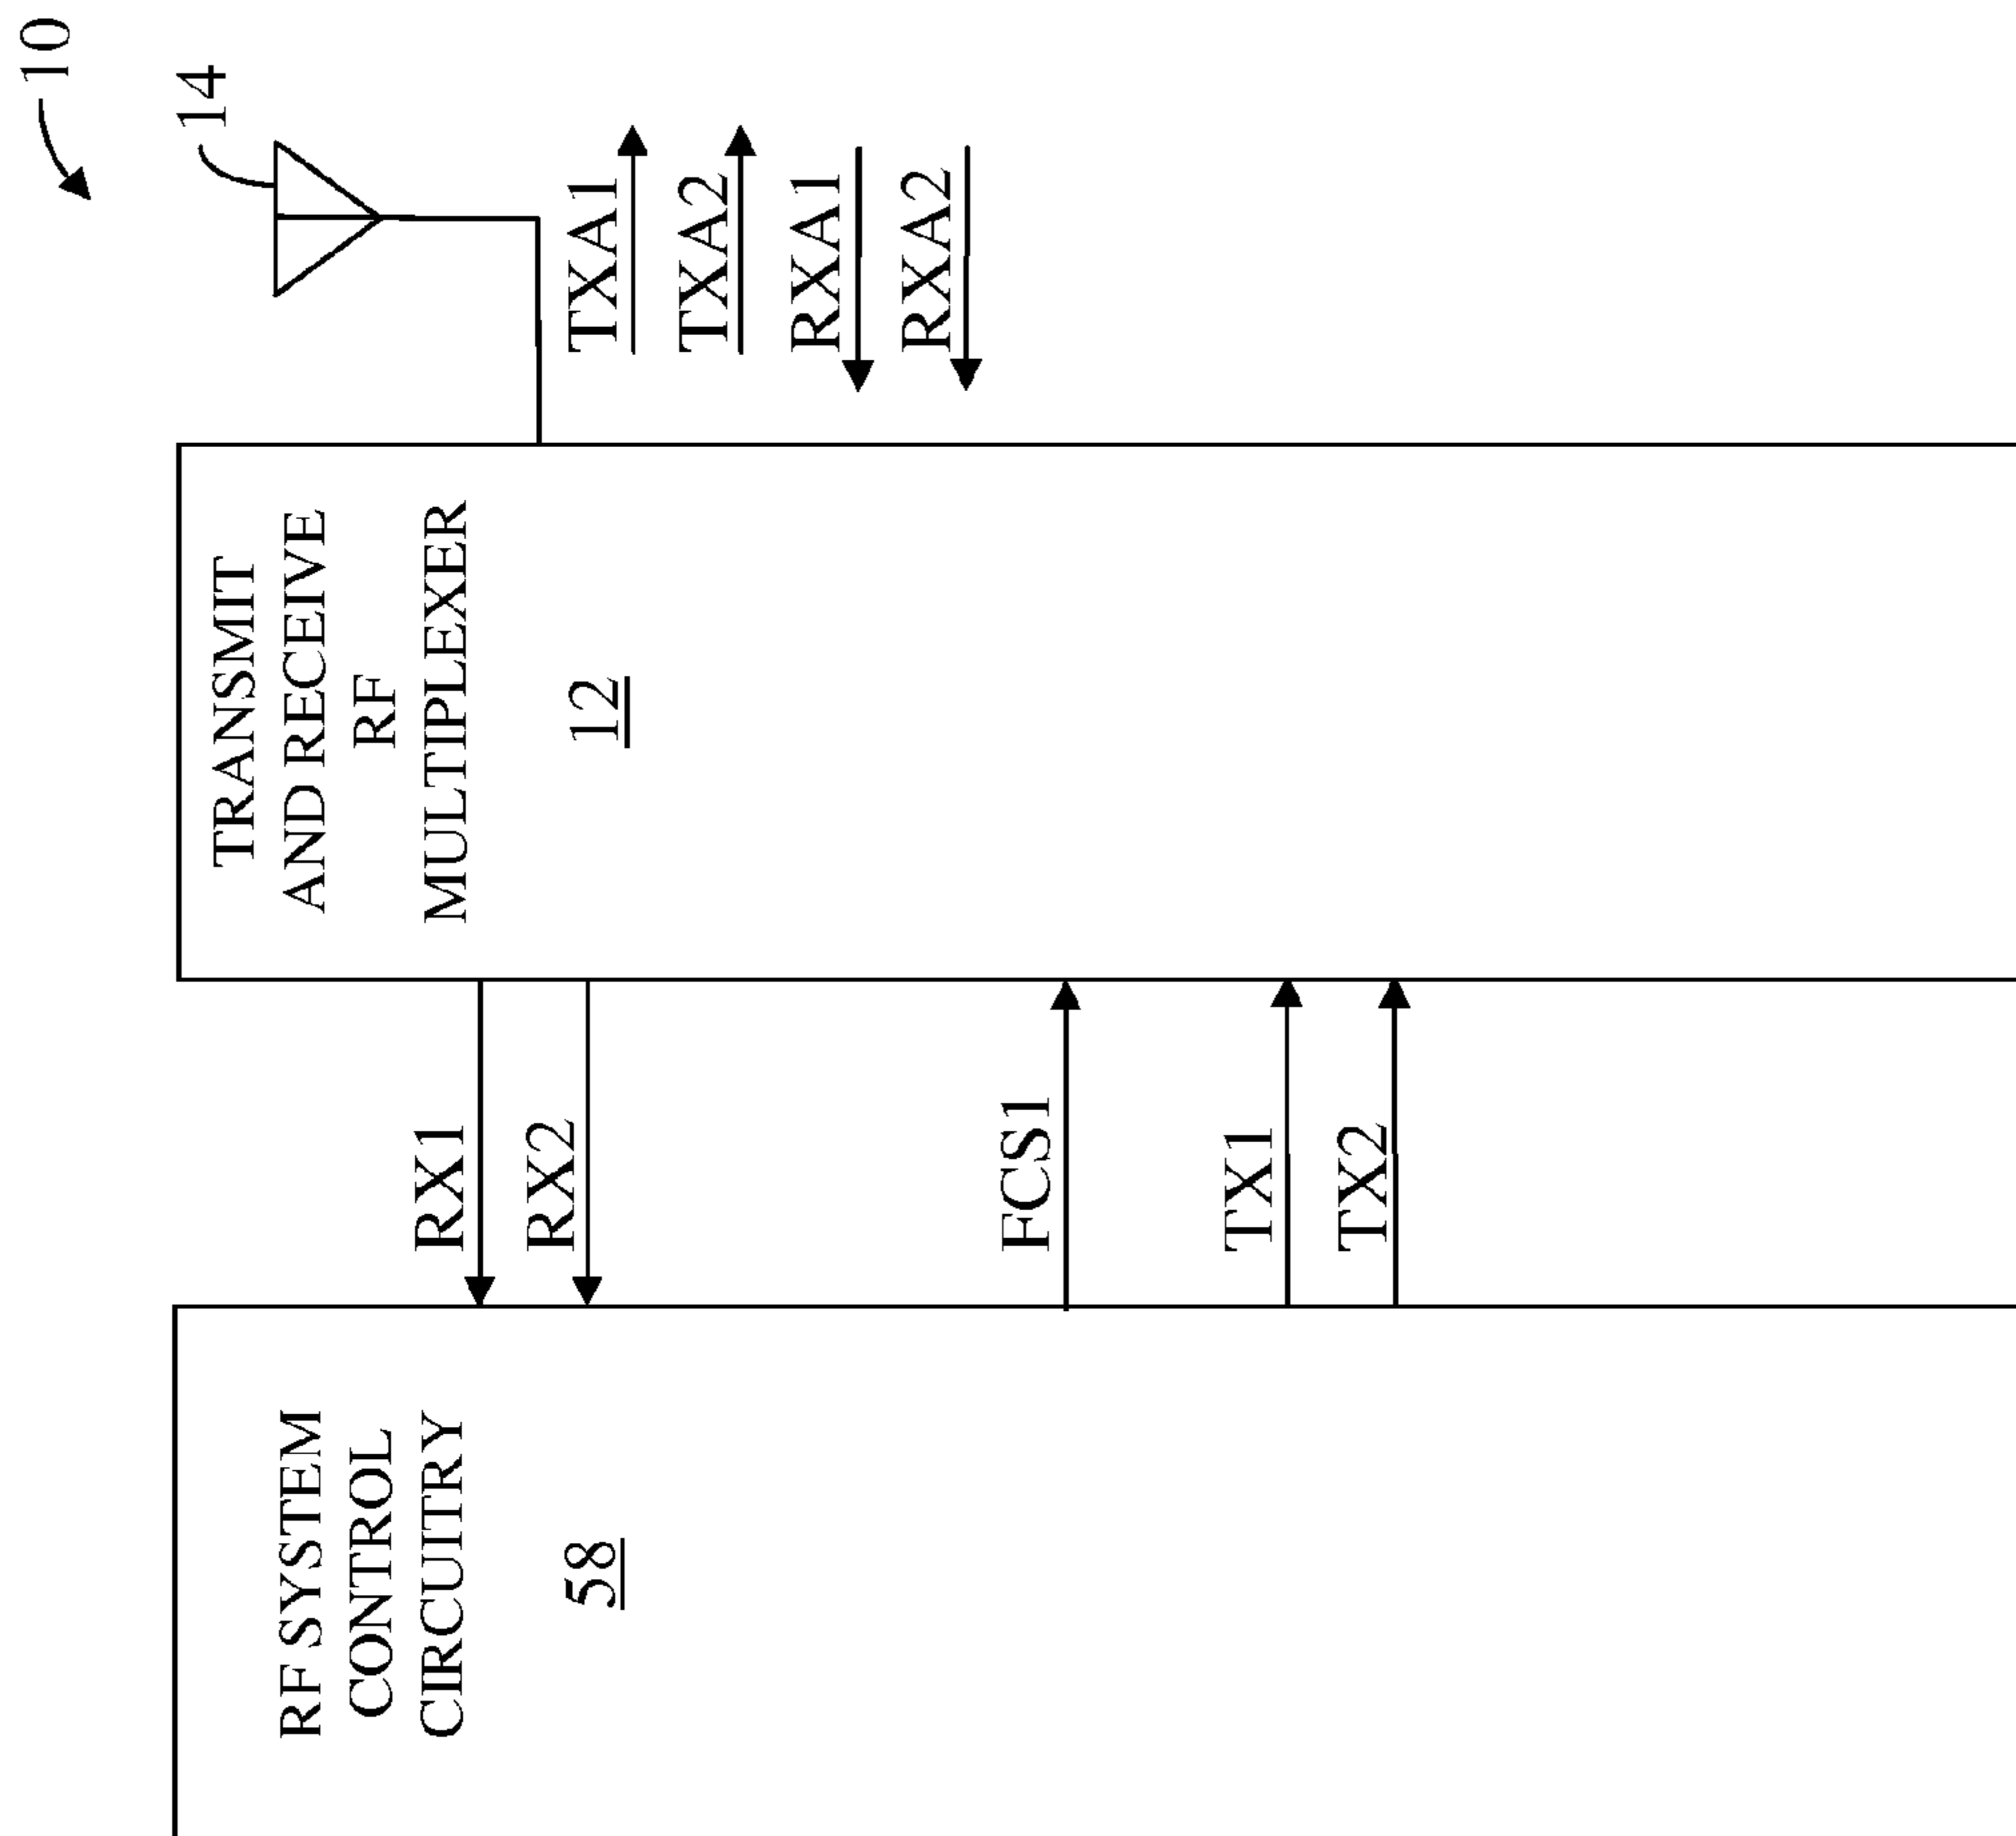 10
14
RF SYSTEM
CONTROL
CIRCUITRY
58
RX1
RX2
FCS1
TX1
TX2
TRANSMIT
AND RECEIVE
RF
MULTIPLEXER
12
TXA1
TXA2
RXA1
RXA2